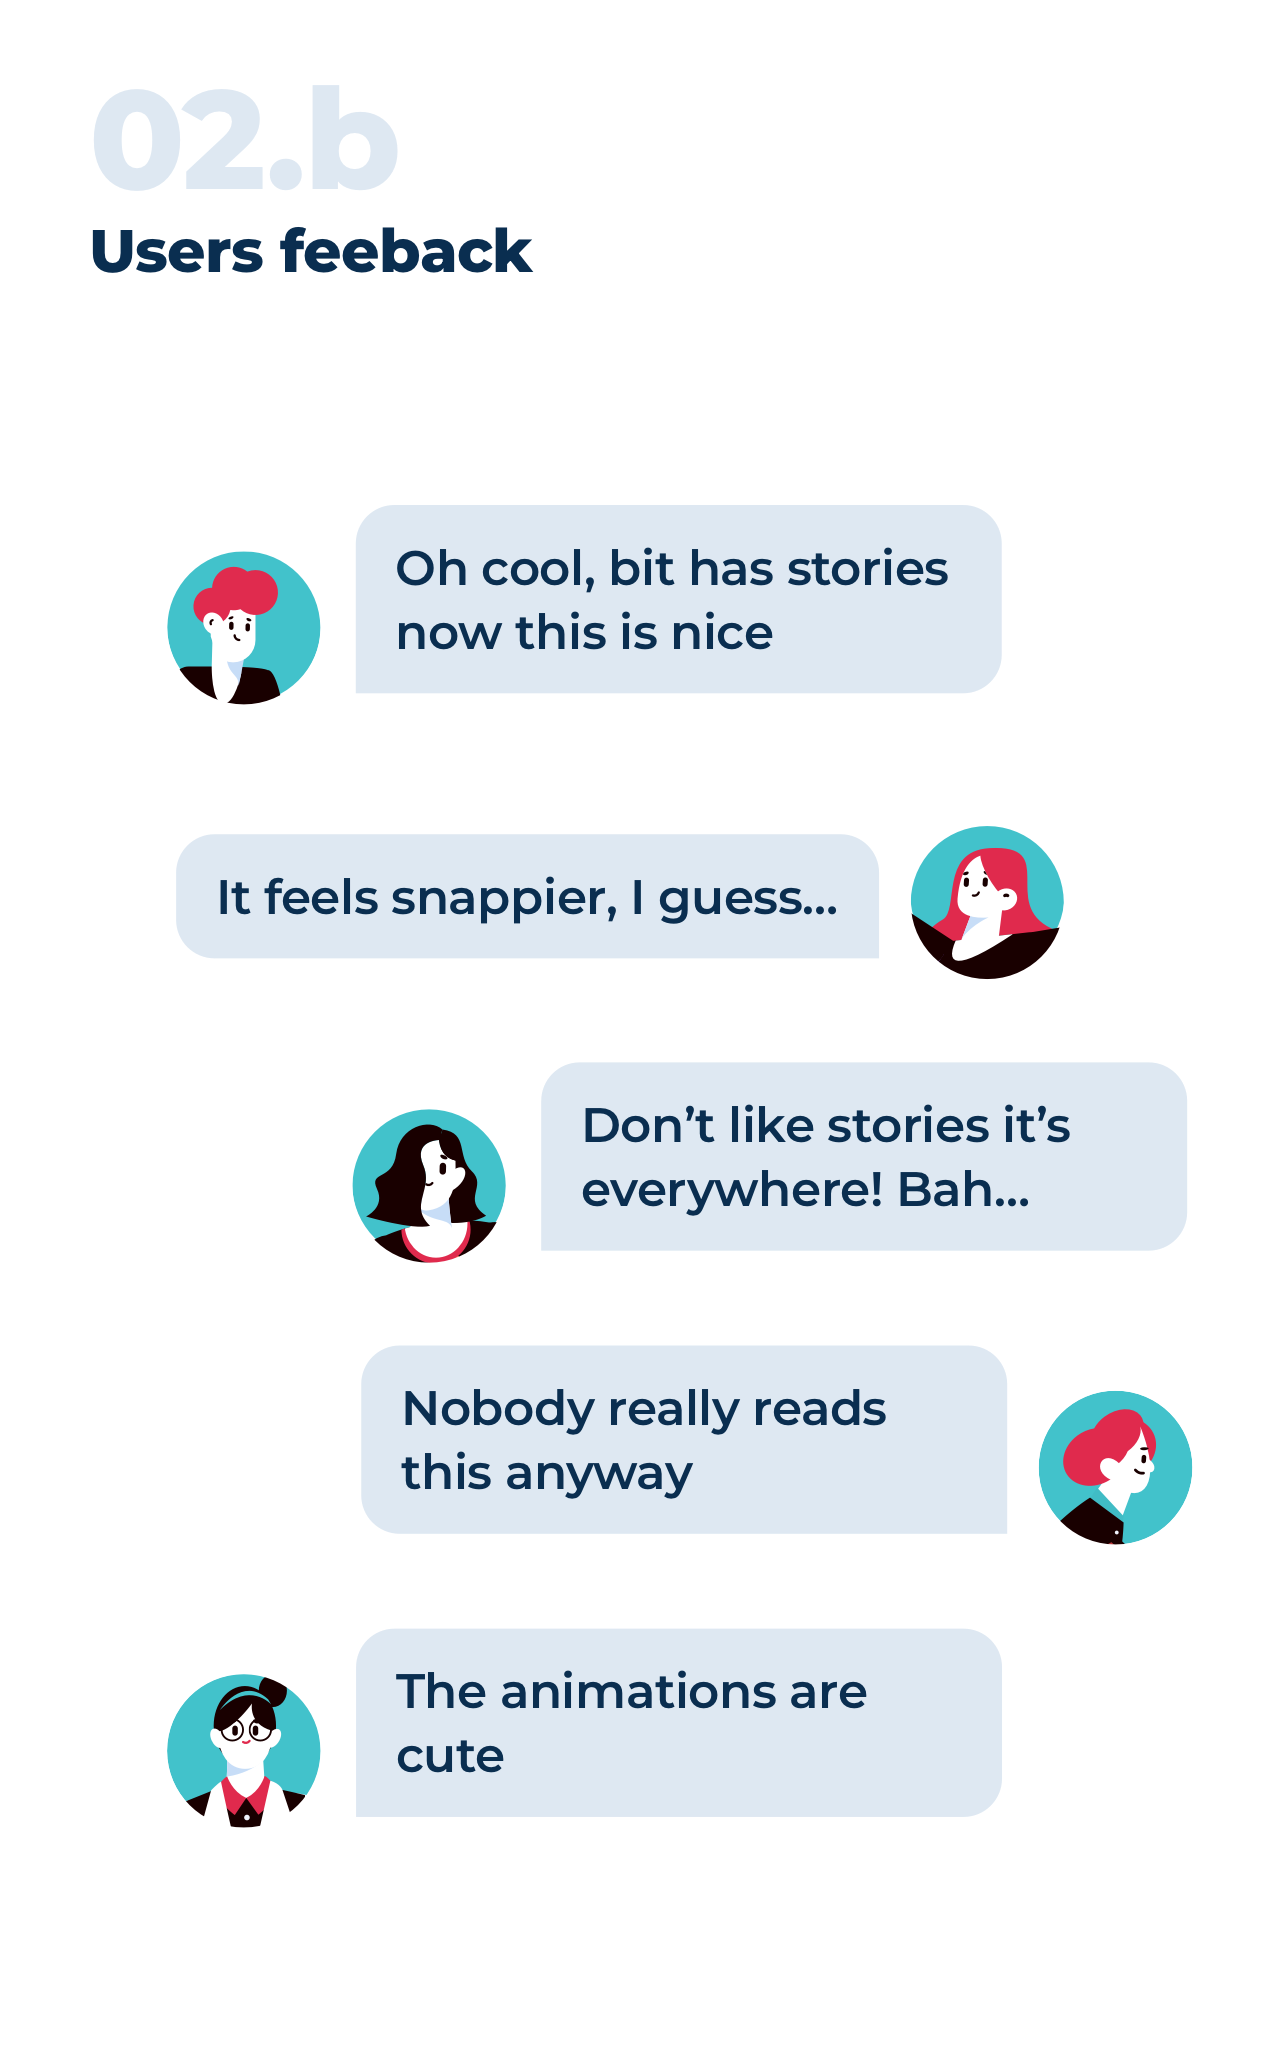 02.b
Users feeback
Oh cool, bit has stories
now this is nice
It feels snappier, I guess...
Don’t like stories it’s
everywhere! Bah...
Nobody really reads
this anyway
The animations are
cute